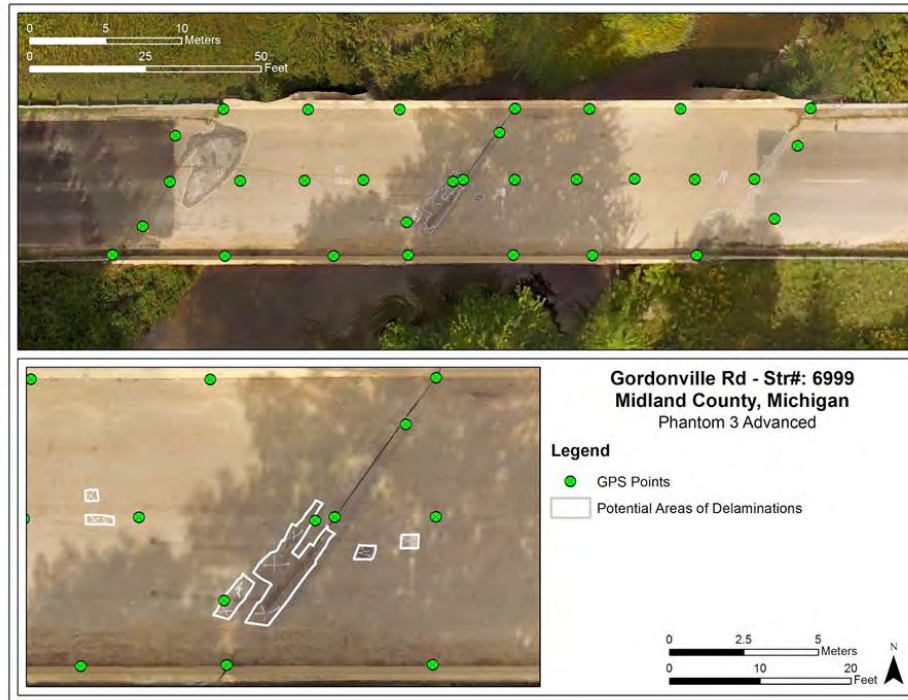 0 5 10
Meters
0 25 50
Feet
Gordonville Rd - Str#: 6999
Midland County, Michigan
Phantom 3 Advanced
Legend
GPS Points
Potential Areas of Delaminations
0 2.5 5
Meters
0 10 20
Feet
N